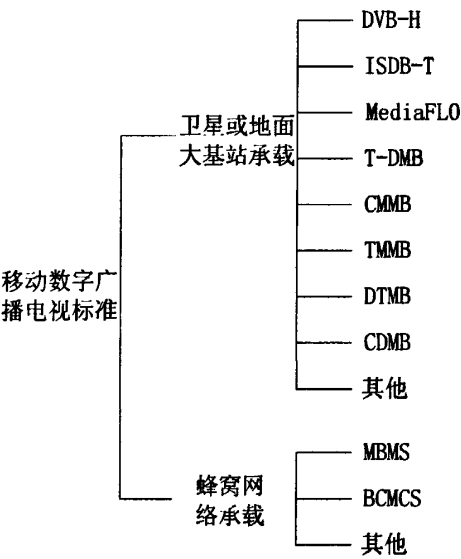 移动数字广
播电视标准
卫星或地面
大基站承载
DVB-H
ISDB-T
MediaFLO
T-DMB
CMMB
TMMB
DTMB
CDMB
其他
蜂窝网
络承载
MBMS
BCMCS
其他